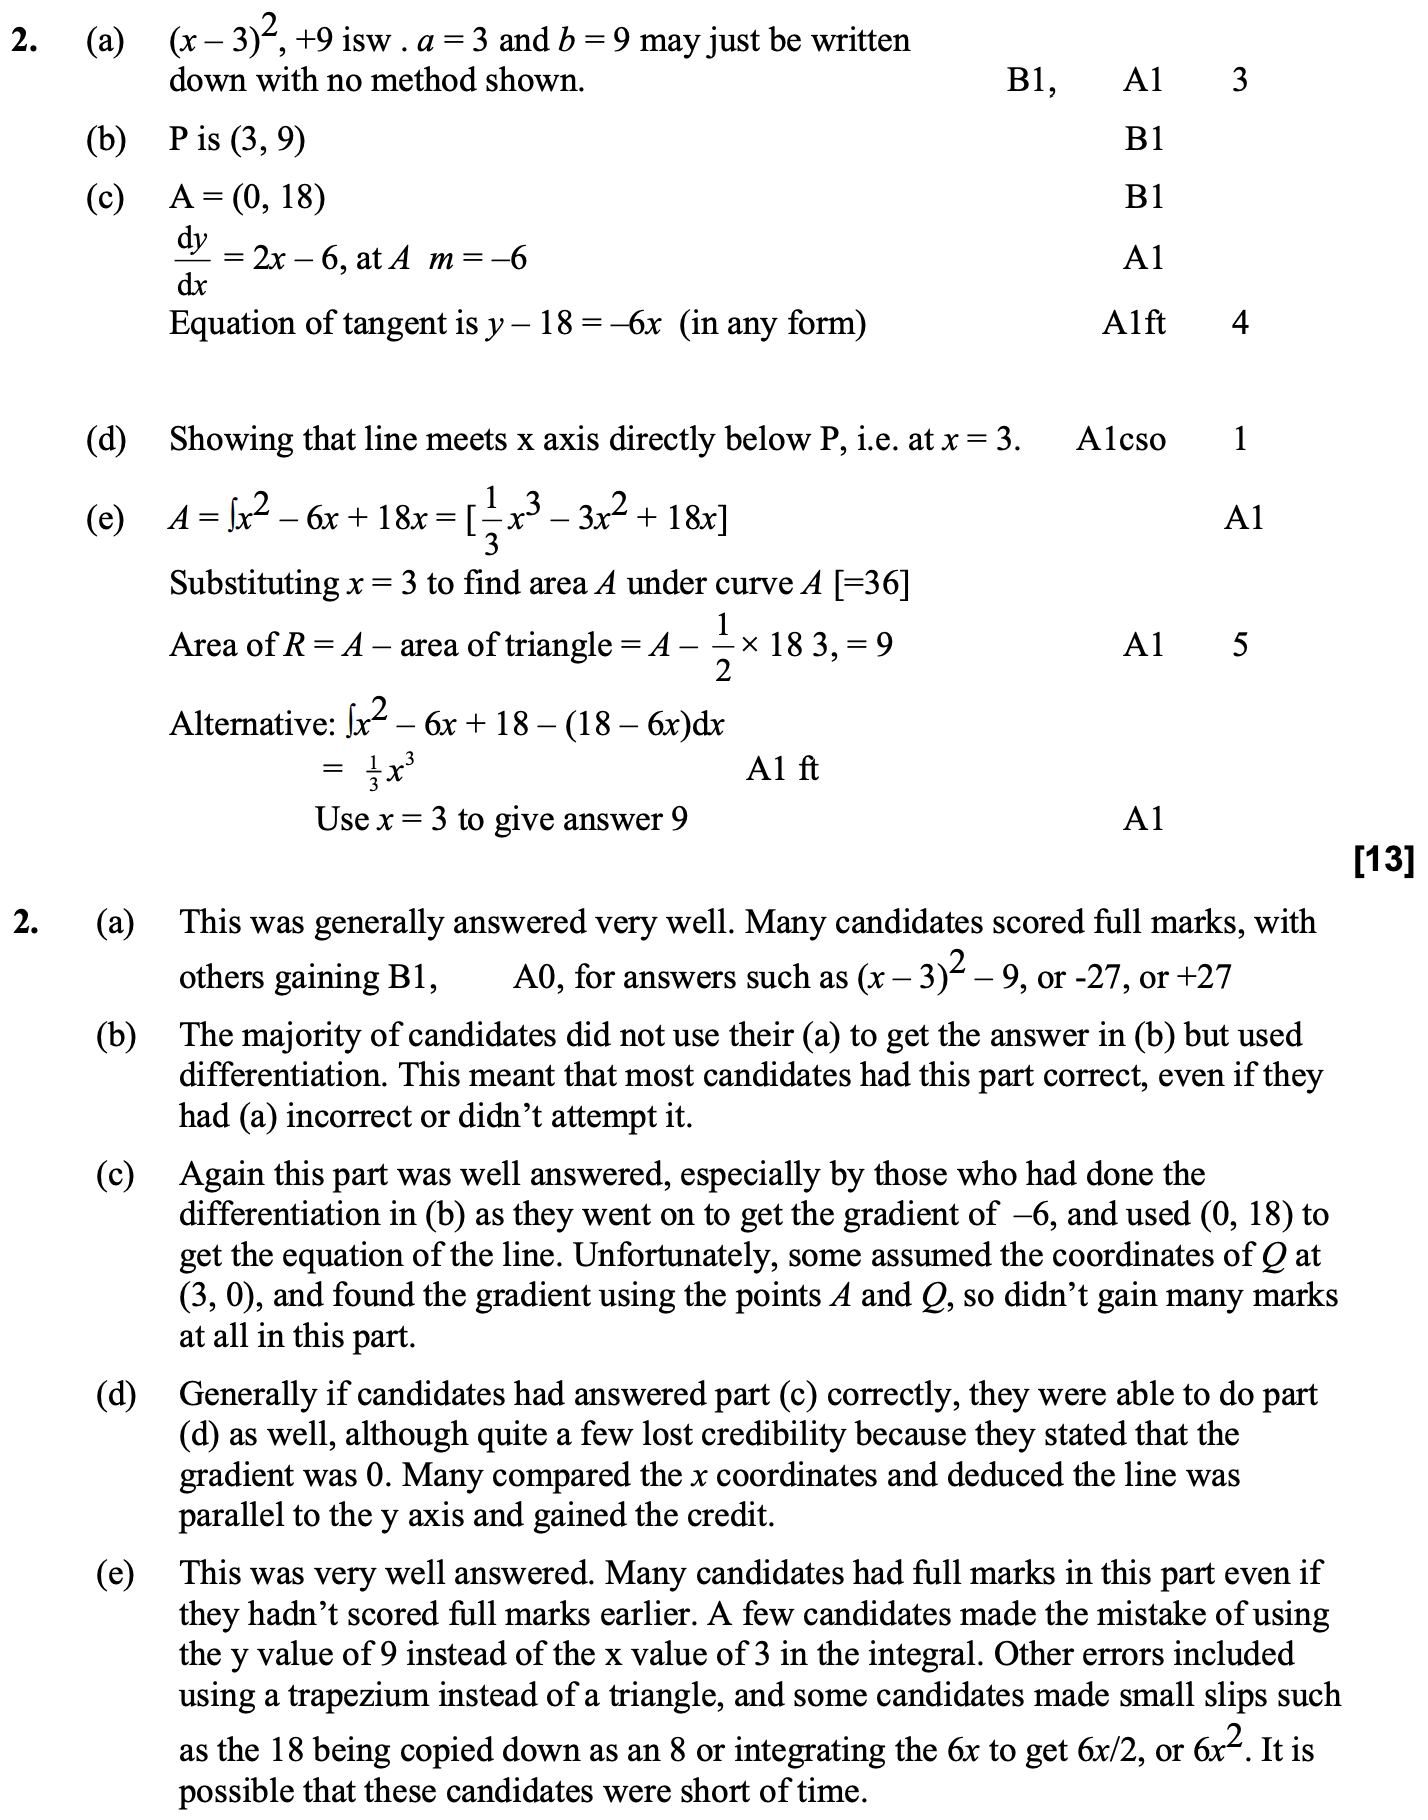 2. (a) (x – 3)², +9 isw . a = 3 and b = 9 may just be written
down with no method shown. B1, A1 3
(b) P is (3, 9) B1
(c) A = (0, 18) B1
dy/dx = 2x – 6, at A m = –6 A1
Equation of tangent is y – 18 = –6x (in any form) A1ft 4
(d) Showing that line meets x axis directly below P, i.e. at x = 3. A1cso 1
(e) A = ∫x² – 6x + 18x = [1/3 x³ – 3x² + 18x] A1
Substituting x = 3 to find area A under curve A [=36]
Area of R = A – area of triangle = A – 1/2 × 18 3, = 9 A1 5
Alternative: ∫x² – 6x + 18 – (18 – 6x)dx
= 1/3 x³ A1 ft
Use x = 3 to give answer 9 A1
[13]
2. (a) This was generally answered very well. Many candidates scored full marks, with
others gaining B1, A0, for answers such as (x – 3)² – 9, or -27, or +27
(b) The majority of candidates did not use their (a) to get the answer in (b) but used
differentiation. This meant that most candidates had this part correct, even if they
had (a) incorrect or didn’t attempt it.
(c) Again this part was well answered, especially by those who had done the
differentiation in (b) as they went on to get the gradient of –6, and used (0, 18) to
get the equation of the line. Unfortunately, some assumed the coordinates of Q at
(3, 0), and found the gradient using the points A and Q, so didn’t gain many marks
at all in this part.
(d) Generally if candidates had answered part (c) correctly, they were able to do part
(d) as well, although quite a few lost credibility because they stated that the
gradient was 0. Many compared the x coordinates and deduced the line was
parallel to the y axis and gained the credit.
(e) This was very well answered. Many candidates had full marks in this part even if
they hadn’t scored full marks earlier. A few candidates made the mistake of using
the y value of 9 instead of the x value of 3 in the integral. Other errors included
using a trapezium instead of a triangle, and some candidates made small slips such
as the 18 being copied down as an 8 or integrating the 6x to get 6x/2, or 6x². It is
possible that these candidates were short of time.